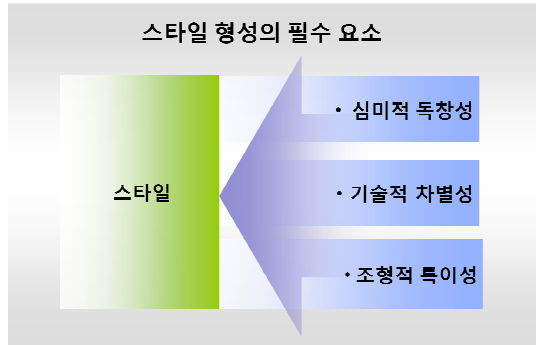 스타일 형성의 필수 요소
• 심미적 독창성
스타일
• 기술적 차별성
• 조형적 특이성